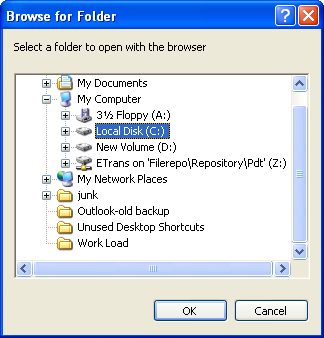 Browse for Folder
Select a folder to open with the browser
My Documents
My Computer
3½ Floppy (A:)
Local Disk (C:)
New Volume (D:)
ETrans on 'Filerepo\Repository\Pdt' (Z:)
My Network Places
junk
Outlook-old backup
Unused Desktop Shortcuts
Work Load
OK Cancel